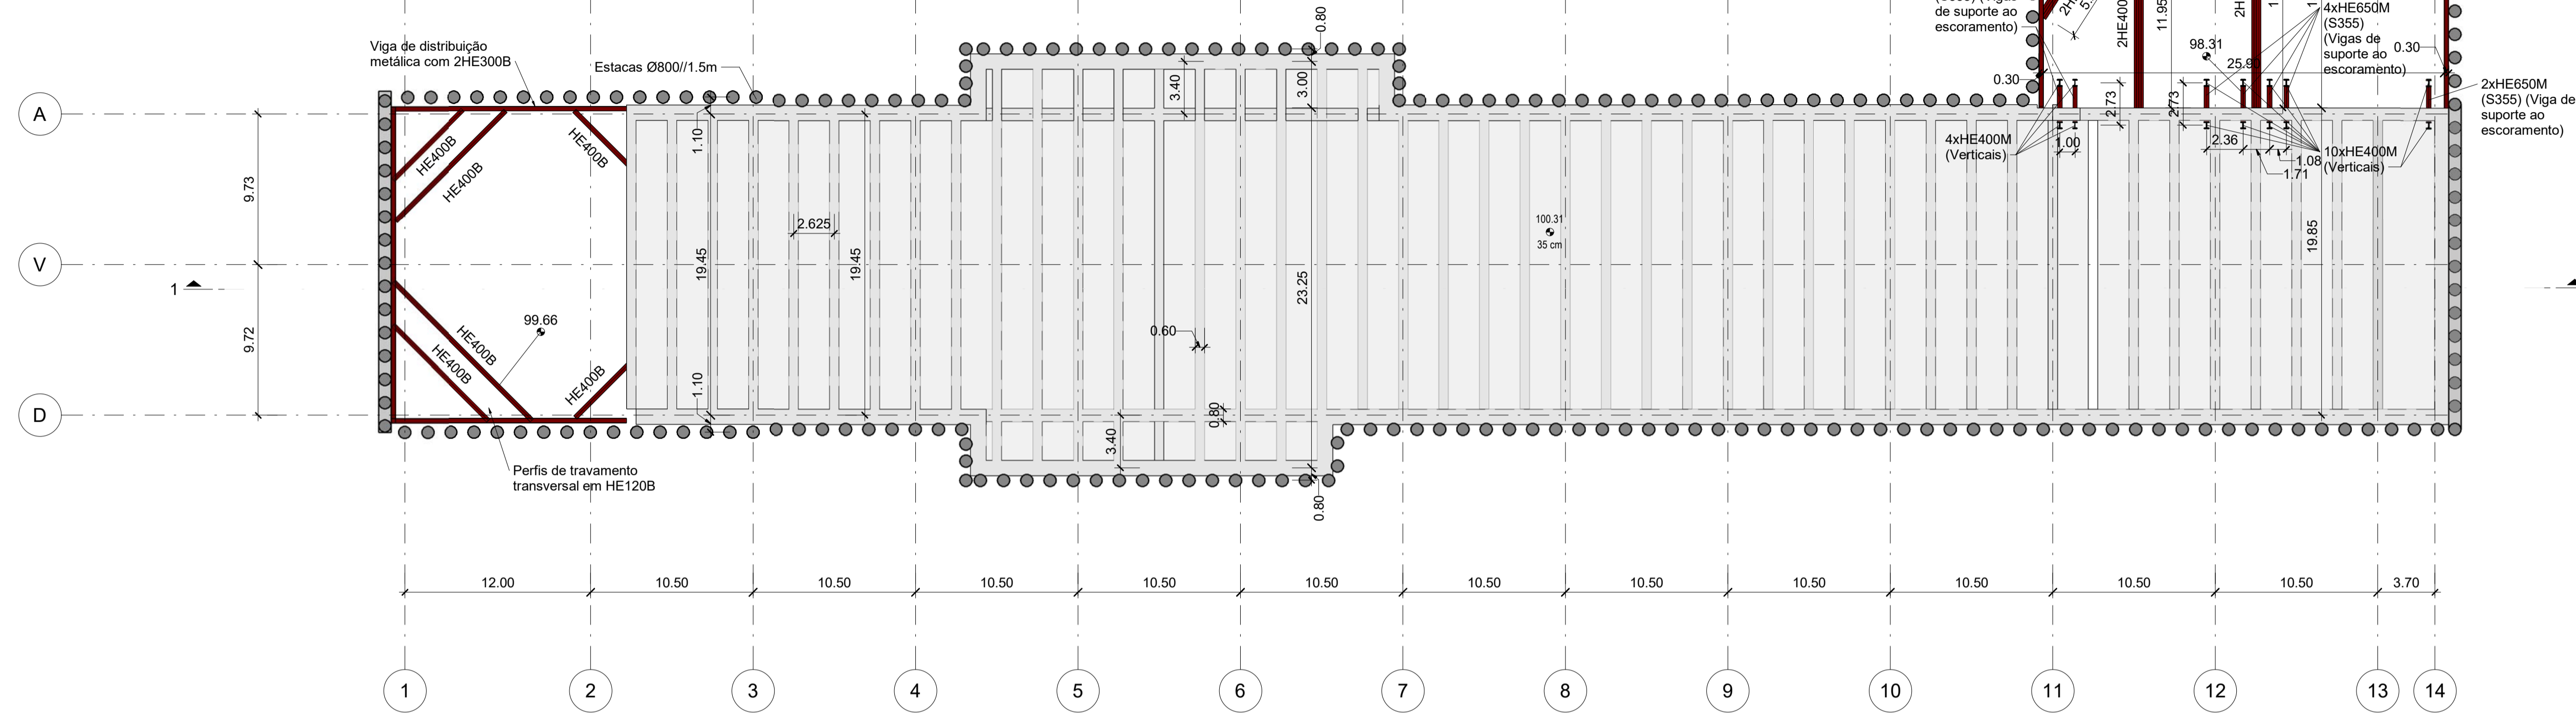 Viga de distribuição
metálica com 2HE300B
Estacas Ø800//1.5m
0.80
3.40
3.00
de suporte ao
escoramento)
0.30
2HE400
11.95
98.31
25.90
4xHE650M
(S355)
(Vigas de
suporte ao
escoramento)
0.30
2xHE650M
(S355) (Viga de
suporte ao
escoramento)
A
HE400B
HE400B
HE400B
1.10
4xHE400M
(Verticais)
1.00
2.73
2.73
2.36
1.08
1.71
10xHE400M
(Verticais)
9.73
2.625
19.45
19.45
23.25
100.31
35 cm
19.85
V
1
9.72
99.66
HE400B
HE400B
HE400B
0.60
1.10
0.80
D
3.40
Perfis de travamento
transversal em HE120B
0.80
12.00 10.50 10.50 10.50 10.50 10.50 10.50 10.50 10.50 10.50 10.50 10.50 3.70
1 2 3 4 5 6 7 8 9 10 11 12 13 14